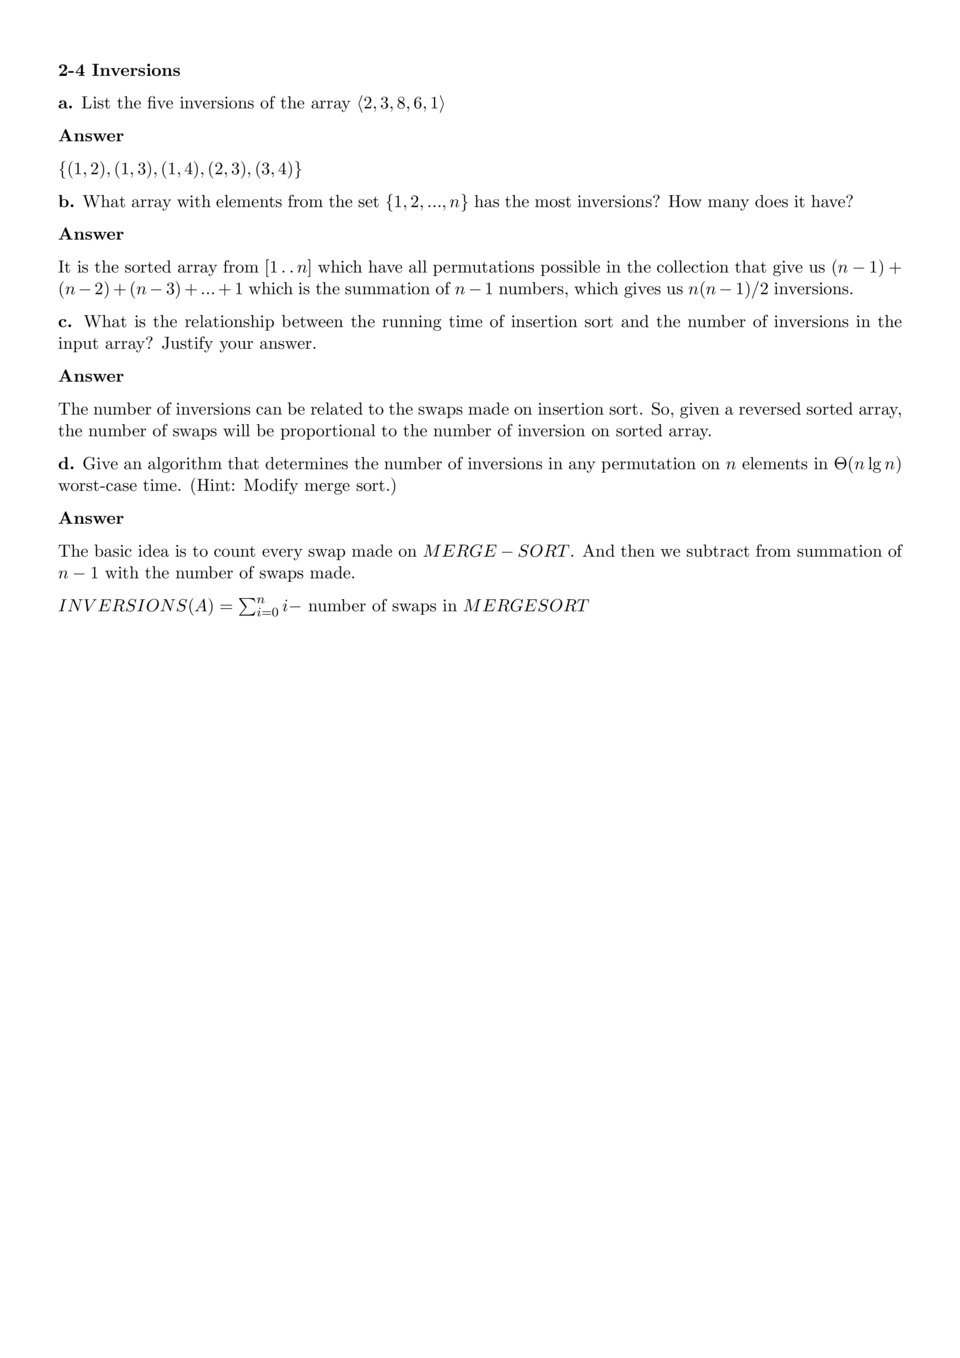 2-4 Inversions
a. List the five inversions of the array ⟨2, 3, 8, 6, 1⟩
Answer
{(1, 2), (1, 3), (1, 4), (2, 3), (3, 4)}
b. What array with elements from the set {1, 2, ..., n} has the most inversions? How many does it have?
Answer
It is the sorted array from [1 . . n] which have all permutations possible in the collection that give us (n − 1) +
(n − 2) + (n − 3) + ... + 1 which is the summation of n − 1 numbers, which gives us n(n − 1)/2 inversions.
c. What is the relationship between the running time of insertion sort and the number of inversions in the
input array? Justify your answer.
Answer
The number of inversions can be related to the swaps made on insertion sort. So, given a reversed sorted array,
the number of swaps will be proportional to the number of inversion on sorted array.
d. Give an algorithm that determines the number of inversions in any permutation on n elements in Θ(n lg n)
worst-case time. (Hint: Modify merge sort.)
Answer
The basic idea is to count every swap made on MERGE − SORT. And then we subtract from summation of
n − 1 with the number of swaps made.
INVERSIONS(A) = ∑ⁿᵢ₌₀ i− number of swaps in MERGESORT